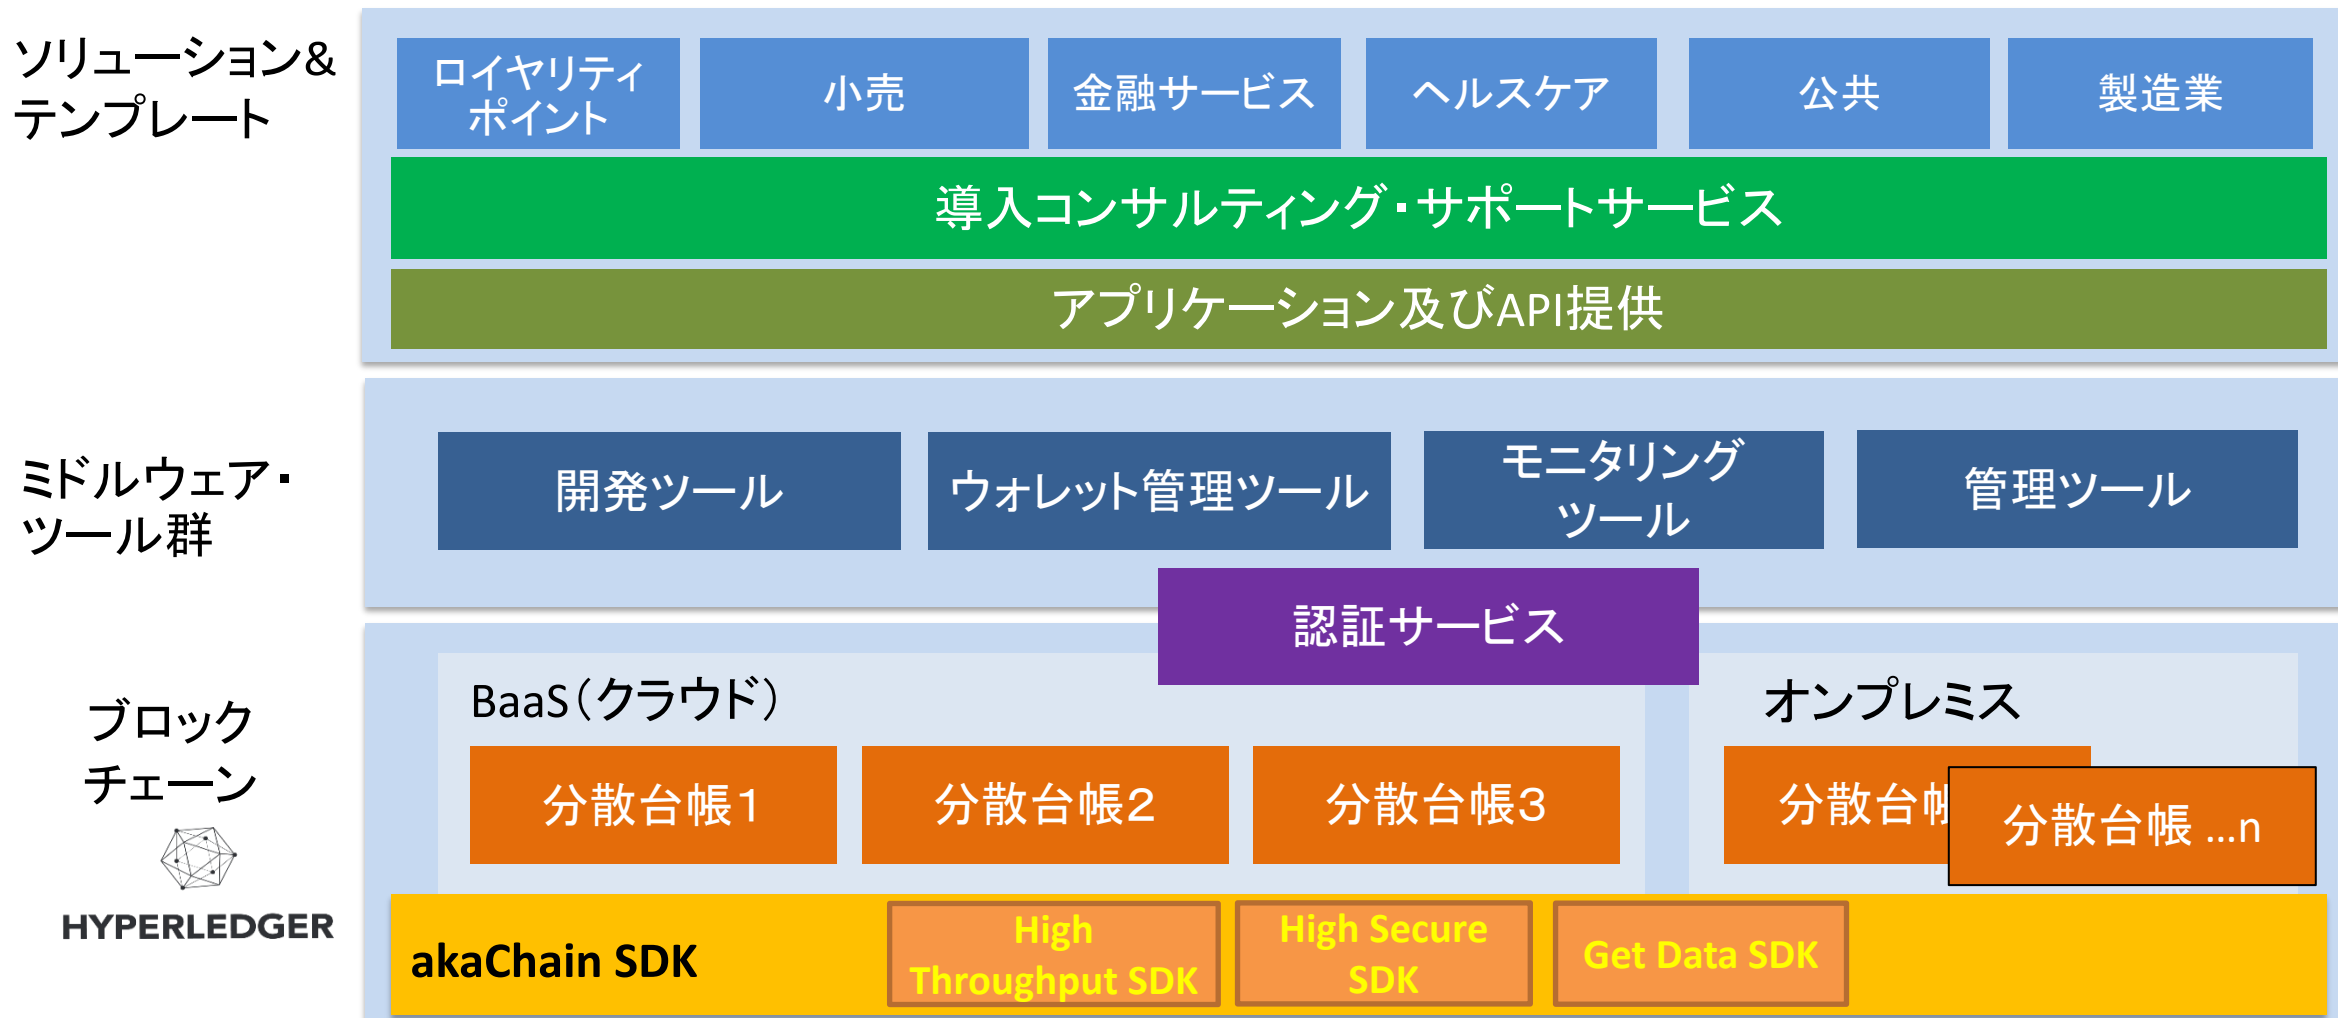 ソリューション&
テンプレート
ロイヤリティ
ポイント
小売
金融サービス
ヘルスケア
公共
製造業
導入コンサルティング・サポートサービス
アプリケーション及びAPI提供
ミドルウェア・
ツール群
開発ツール
ウォレット管理ツール
モニタリング
ツール
管理ツール
認証サービス
ブロック
チェーン
HYPERLEDGER
BaaS（クラウド）
分散台帳１
分散台帳２
分散台帳３
オンプレミス
分散台帳
分散台帳 ...n
akaChain SDK
High
Throughput SDK
High Secure
SDK
Get Data SDK